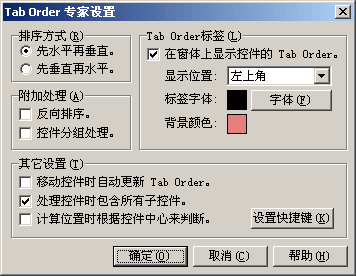 Tab Order 专家设置
排序方式(R)
先水平再垂直。
先垂直再水平。
附加处理(A)
反向排序。
控件分组处理。
Tab Order标签(L)
在窗体上显示控件的 Tab Order。
显示位置: 左上角
标签字体: 字体(F)
背景颜色:
其它设置(T)
移动控件时自动更新 Tab Order。
处理控件时包含所有子控件。
计算位置时根据控件中心来判断。
设置快捷键(K)
确定(O) 取消(C) 帮助(H)